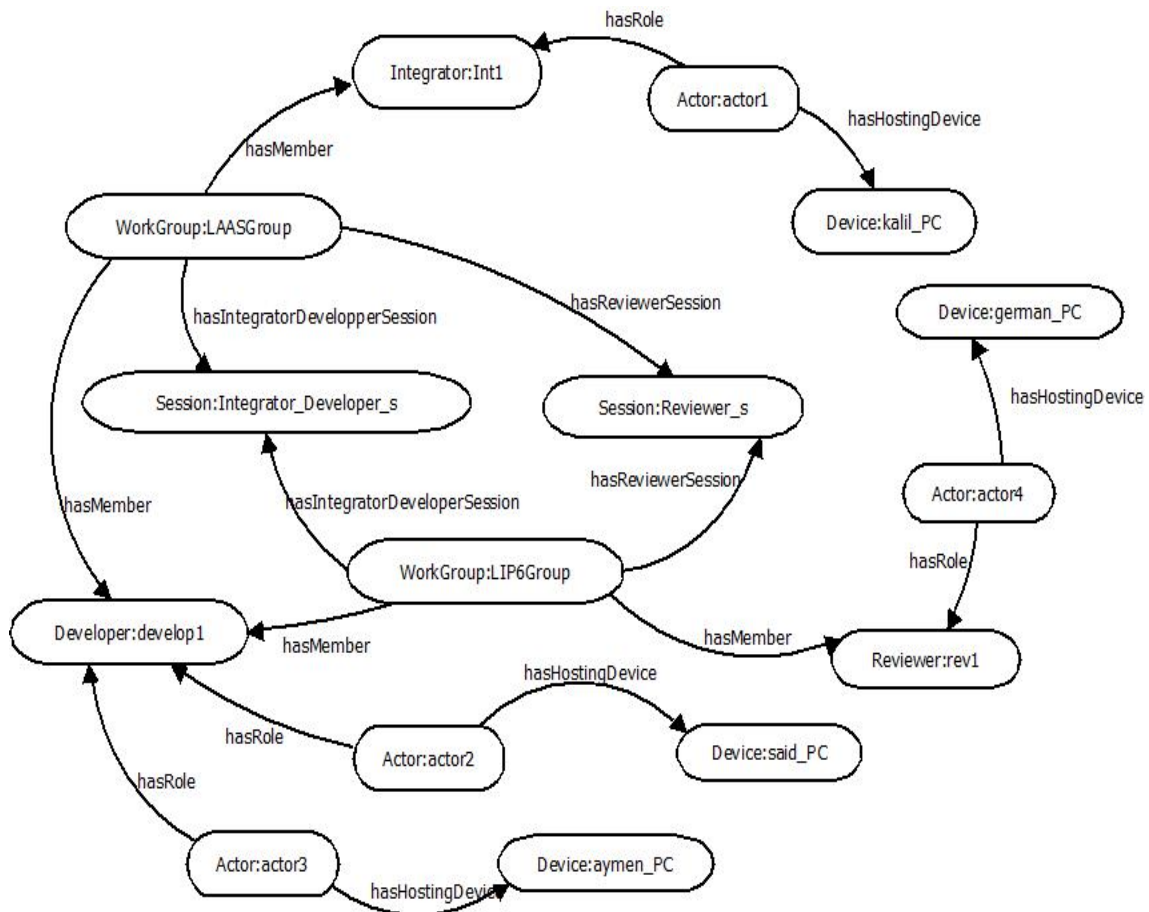 hasRole
Integrator:Int1
Actor:actor1
hasHostingDevice
hasMember
Device:kalil_PC
WorkGroup:LAASGroup
hasReviewerSession
Device:german_PC
hasIntegratorDevelopperSession
Session:Integrator_Developer_s
Session:Reviewer_s
hasHostingDevice
hasReviewerSession
Actor:actor4
hasMember
hasIntegratorDeveloperSession
hasRole
WorkGroup:LIP6Group
Developer:develop1
hasMember
hasMember
Reviewer:rev1
hasHostingDevice
hasRole
Actor:actor2
Device:said_PC
hasRole
Actor:actor3
Device:aymen_PC
hasHostingDevice